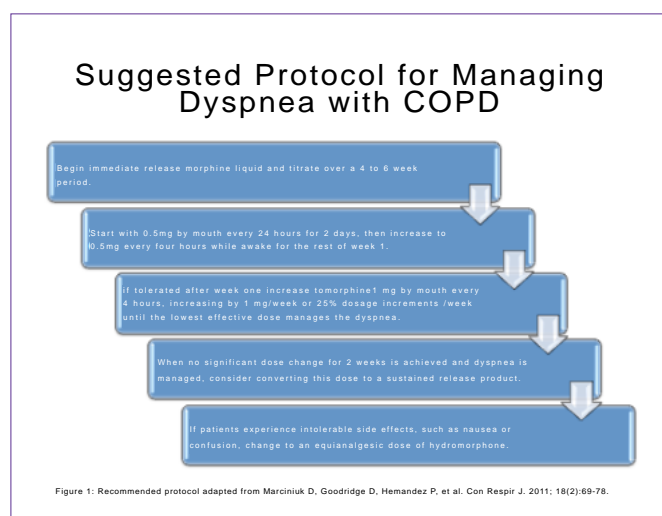 Suggested Protocol for Managing
Dyspnea with COPD
Begin immediate release morphine liquid and titrate over a 4 to 6 week
period.
Start with 0.5mg by mouth every 24 hours for 2 days, then increase to
0.5mg every four hours while awake for the rest of week 1.
if tolerated after week one increase tomorphine1 mg by mouth every
4 hours, increasing by 1 mg/week or 25% dosage increments /week
until the lowest effective dose manages the dyspnea.
When no significant dose change for 2 weeks is achieved and dyspnea is
managed, consider converting this dose to a sustained release product.
If patients experience intolerable side effects, such as nausea or
confusion, change to an equianalgesic dose of hydromorphone.
Figure 1: Recommended protocol adapted from Marciniuk D, Goodridge D, Hemandez P, et al. Con Respir J. 2011; 18(2):69-78.